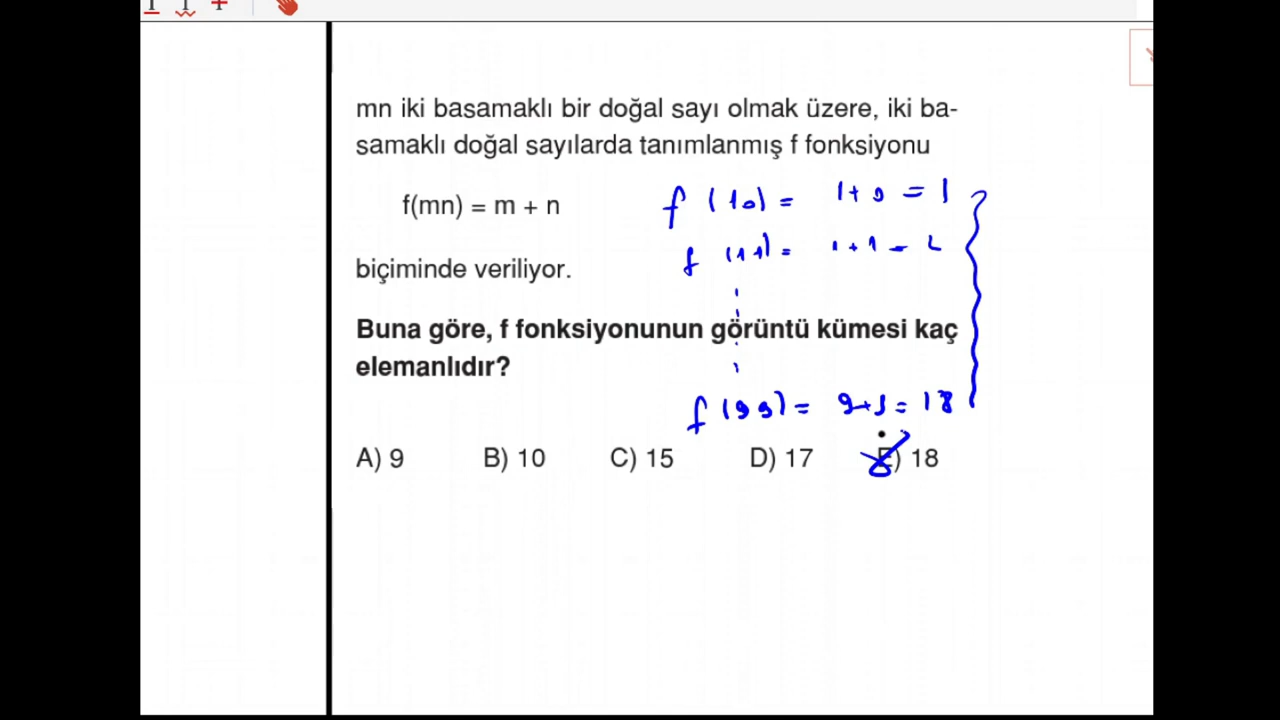 mn iki basamaklı bir doğal sayı olmak üzere, iki ba-
samaklı doğal sayılarda tanımlanmış f fonksiyonu
f(mn) = m + n
f (10) = 1+0 = 1
f (11) = 1+1 = 2
biçiminde veriliyor.
Buna göre, f fonksiyonunun görüntü kümesi kaç
elemanlıdır?
f (99) = 9+9 = 18
A) 9 B) 10 C) 15 D) 17 E) 18